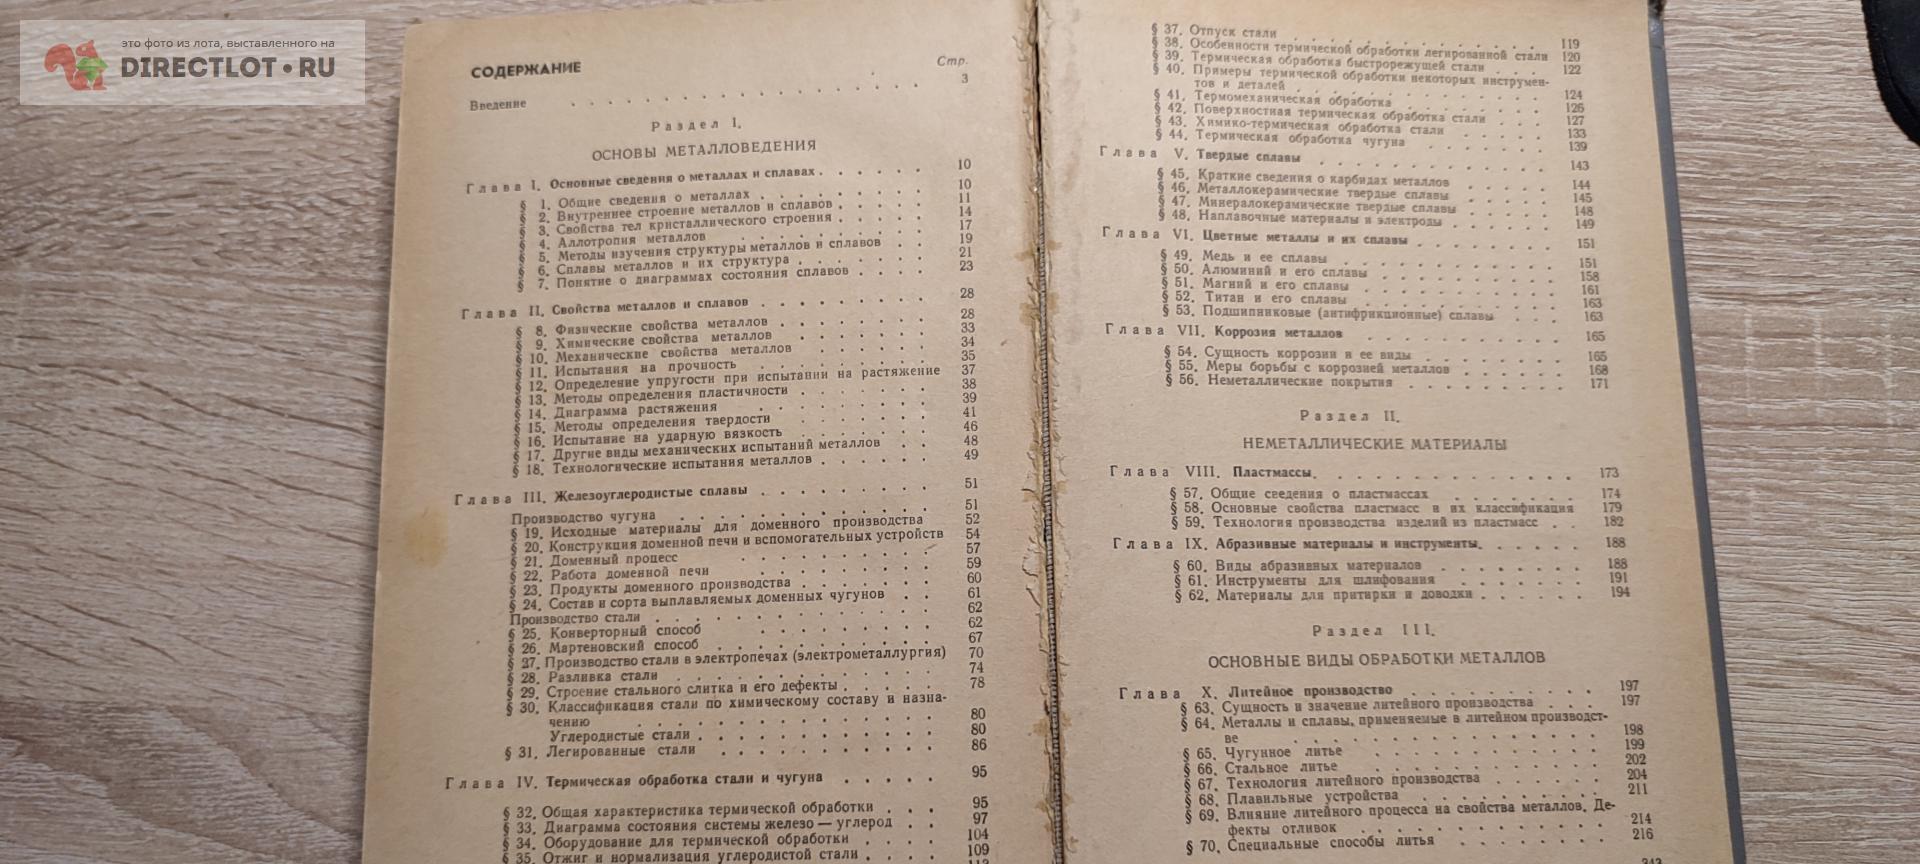 это фото из лота, выставленного на
DIRECTLOT•RU
СОДЕРЖАНИЕ
Стр.
Введение . . . . . . . . . . . 3
Раздел I.
ОСНОВЫ МЕТАЛЛОВЕДЕНИЯ
Глава I. Основные сведения о металлах и сплавах . . . . . . 10
§ 1. Общие сведения о металлах . . . . . . 10
§ 2. Внутреннее строение металлов и сплавов . . . . 11
§ 3. Свойства тел кристаллического строения . . . . 14
§ 4. Аллотропия металлов . . . . . . 17
§ 5. Методы изучения структуры металлов и сплавов . . 19
§ 6. Сплавы металлов и их структура . . . . . 21
§ 7. Понятие о диаграммах состояния сплавов . . . . 23
Глава II. Свойства металлов и сплавов . . . . . . . 28
§ 8. Физические свойства металлов . . . . . . 28
§ 9. Химические свойства металлов . . . . . . 33
§ 10. Механические свойства металлов . . . . . 34
§ 11. Испытания на прочность . . . . . . 35
§ 12. Определение упругости при испытании на растяжение 37
§ 13. Методы определения пластичности . . . . . 38
§ 14. Диаграмма растяжения . . . . . . 39
§ 15. Методы определения твердости . . . . . 41
§ 16. Испытание на ударную вязкость . . . . . 46
§ 17. Другие виды механических испытаний металлов . . 48
§ 18. Технологические испытания металлов . . . . . 49
Глава III. Железоуглеродистые сплавы . . . . . . . 51
Производство чугуна . . . . . . . . 51
§ 19. Исходные материалы для доменного производства 52
§ 20. Конструкция доменной печи и вспомогательных устройств 54
§ 21. Доменный процесс . . . . . . . 57
§ 22. Работа доменной печи . . . . . . 59
§ 23. Продукты доменного производства . . . . . 60
§ 24. Состав и сорта выплавляемых доменных чугунов . . 61
Производство стали . . . . . . . . 62
§ 25. Конверторный способ . . . . . . 62
§ 26. Мартеновский способ . . . . . . 67
§ 27. Производство стали в электропечах (электрометаллургия) 70
§ 28. Разливка стали . . . . . . . . 74
§ 29. Строение стального слитка и его дефекты . . . . 78
§ 30. Классификация стали по химическому составу и назна-
чению . . . . . . . . . 80
Углеродистые стали . . . . . . . . 80
§ 31. Легированные стали . . . . . . . 86
Глава IV. Термическая обработка стали и чугуна . . . . . 95
§ 32. Общая характеристика термической обработки . . . 95
§ 33. Диаграмма состояния системы железо — углерод . . 97
§ 34. Оборудование для термической обработки . . . . 104
§ 35. Отжиг и нормализация углеродистой стали . . . . 109
§ 37. Отпуск стали . . . . . . . . 119
§ 38. Особенности термической обработки легированной стали 120
§ 39. Термическая обработка быстрорежущей стали . . . 122
§ 40. Примеры термической обработки некоторых инструмен-
тов и деталей . . . . . . . . 124
§ 41. Термомеханическая обработка . . . . . . 126
§ 42. Поверхностная термическая обработка стали . . . 127
§ 43. Химико-термическая обработка стали . . . . 133
§ 44. Термическая обработка чугуна . . . . . 139
Глава V. Твердые сплавы . . . . . . . . 143
§ 45. Краткие сведения о карбидах металлов . . . . 144
§ 46. Металлокерамические твердые сплавы . . . . 145
§ 47. Минералокерамические твердые сплавы . . . . 148
§ 48. Наплавочные материалы и электроды . . . . 149
Глава VI. Цветные металлы и их сплавы . . . . . . 151
§ 49. Медь и ее сплавы . . . . . . . 151
§ 50. Алюминий и его сплавы . . . . . . 158
§ 51. Магний и его сплавы . . . . . . 161
§ 52. Титан и его сплавы . . . . . . 163
§ 53. Подшипниковые (антифрикционные) сплавы . . . 163
Глава VII. Коррозия металлов . . . . . . . 165
§ 54. Сущность коррозии и ее виды . . . . . 165
§ 55. Меры борьбы с коррозией металлов . . . . 168
§ 56. Неметаллические покрытия . . . . . . 171
Раздел II.
НЕМЕТАЛЛИЧЕСКИЕ МАТЕРИАЛЫ
Глава VIII. Пластмассы . . . . . . . . 173
§ 57. Общие сведения о пластмассах . . . . . 174
§ 58. Основные свойства пластмасс и их классификация 179
§ 59. Технология производства изделий из пластмасс . . 182
Глава IX. Абразивные материалы и инструменты . . . . . 188
§ 60. Виды абразивных материалов . . . . . 188
§ 61. Инструменты для шлифования . . . . . 191
§ 62. Материалы для притирки и доводки . . . . . 194
Раздел III.
ОСНОВНЫЕ ВИДЫ ОБРАБОТКИ МЕТАЛЛОВ
Глава X. Литейное производство . . . . . . . 197
§ 63. Сущность и значение литейного производства . . . 197
§ 64. Металлы и сплавы, применяемые в литейном производст-
ве . . . . . . . . . . 198
§ 65. Чугунное литье . . . . . . . 199
§ 66. Стальное литье . . . . . . . 202
§ 67. Технология литейного производства . . . . . 204
§ 68. Плавильные устройства . . . . . . 211
§ 69. Влияние литейного процесса на свойства металлов. Де-
фекты отливок . . . . . . . . 214
§ 70. Специальные способы литья . . . . . . 216